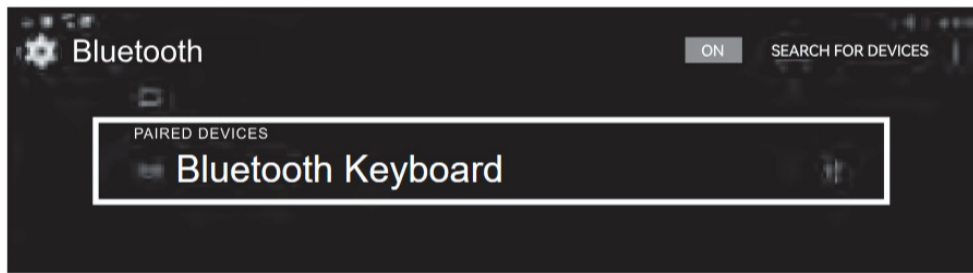 Bluetooth
ON
SEARCH FOR DEVICES
PAIRED DEVICES
Bluetooth Keyboard